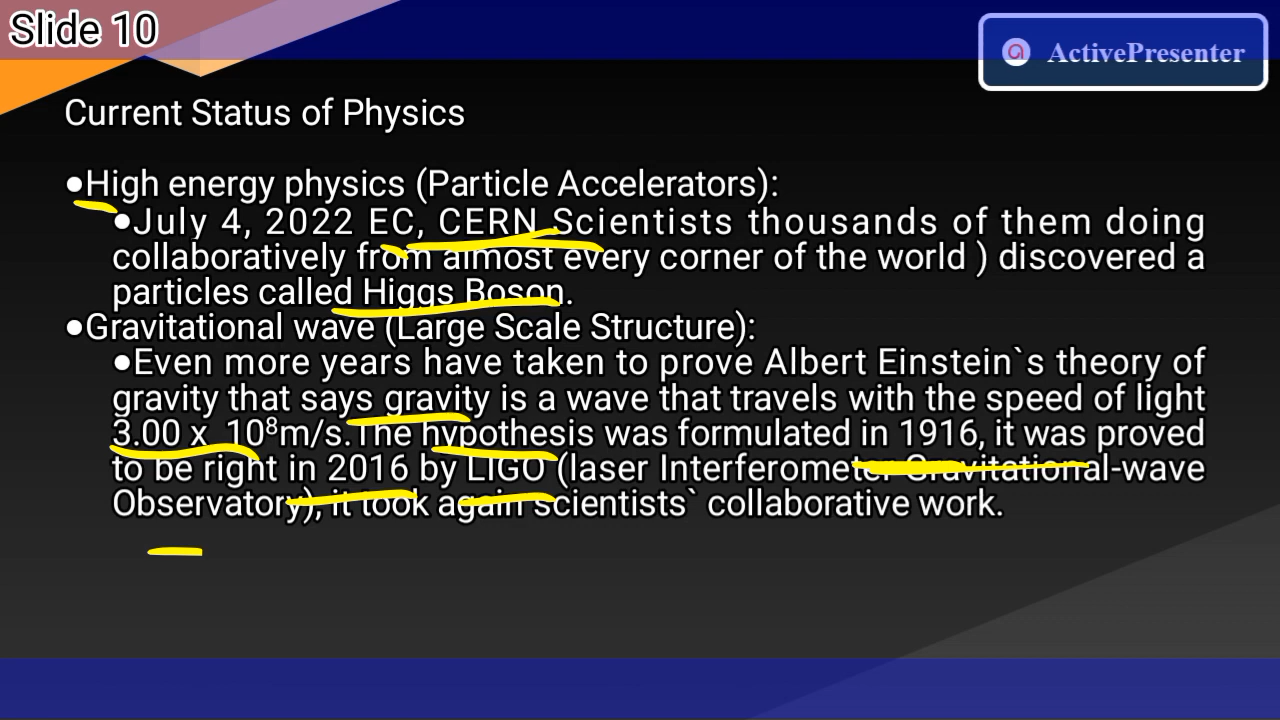 Slide 10
ActivePresenter
Current Status of Physics
●High energy physics (Particle Accelerators):
●July 4, 2022 EC, CERN Scientists thousands of them doing
collaboratively from almost every corner of the world ) discovered a
particles called Higgs Boson.
●Gravitational wave (Large Scale Structure):
●Even more years have taken to prove Albert Einstein`s theory of
gravity that says gravity is a wave that travels with the speed of light
3.00 x 10⁸m/s.The hypothesis was formulated in 1916, it was proved
to be right in 2016 by LIGO (laser Interferometer Gravitational-wave
Observatory), it took again scientists` collaborative work.